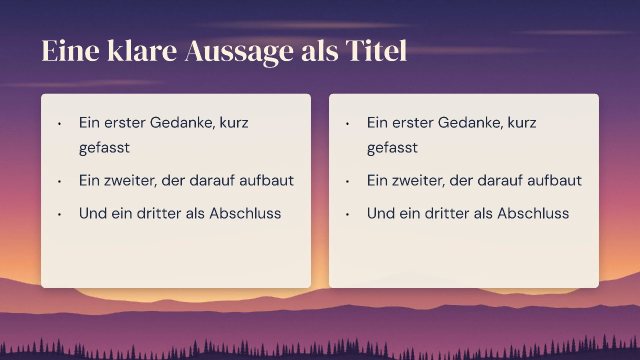 Eine klare Aussage als Titel
• Ein erster Gedanke, kurz
gefasst
• Ein zweiter, der darauf aufbaut
• Und ein dritter als Abschluss
• Ein erster Gedanke, kurz
gefasst
• Ein zweiter, der darauf aufbaut
• Und ein dritter als Abschluss